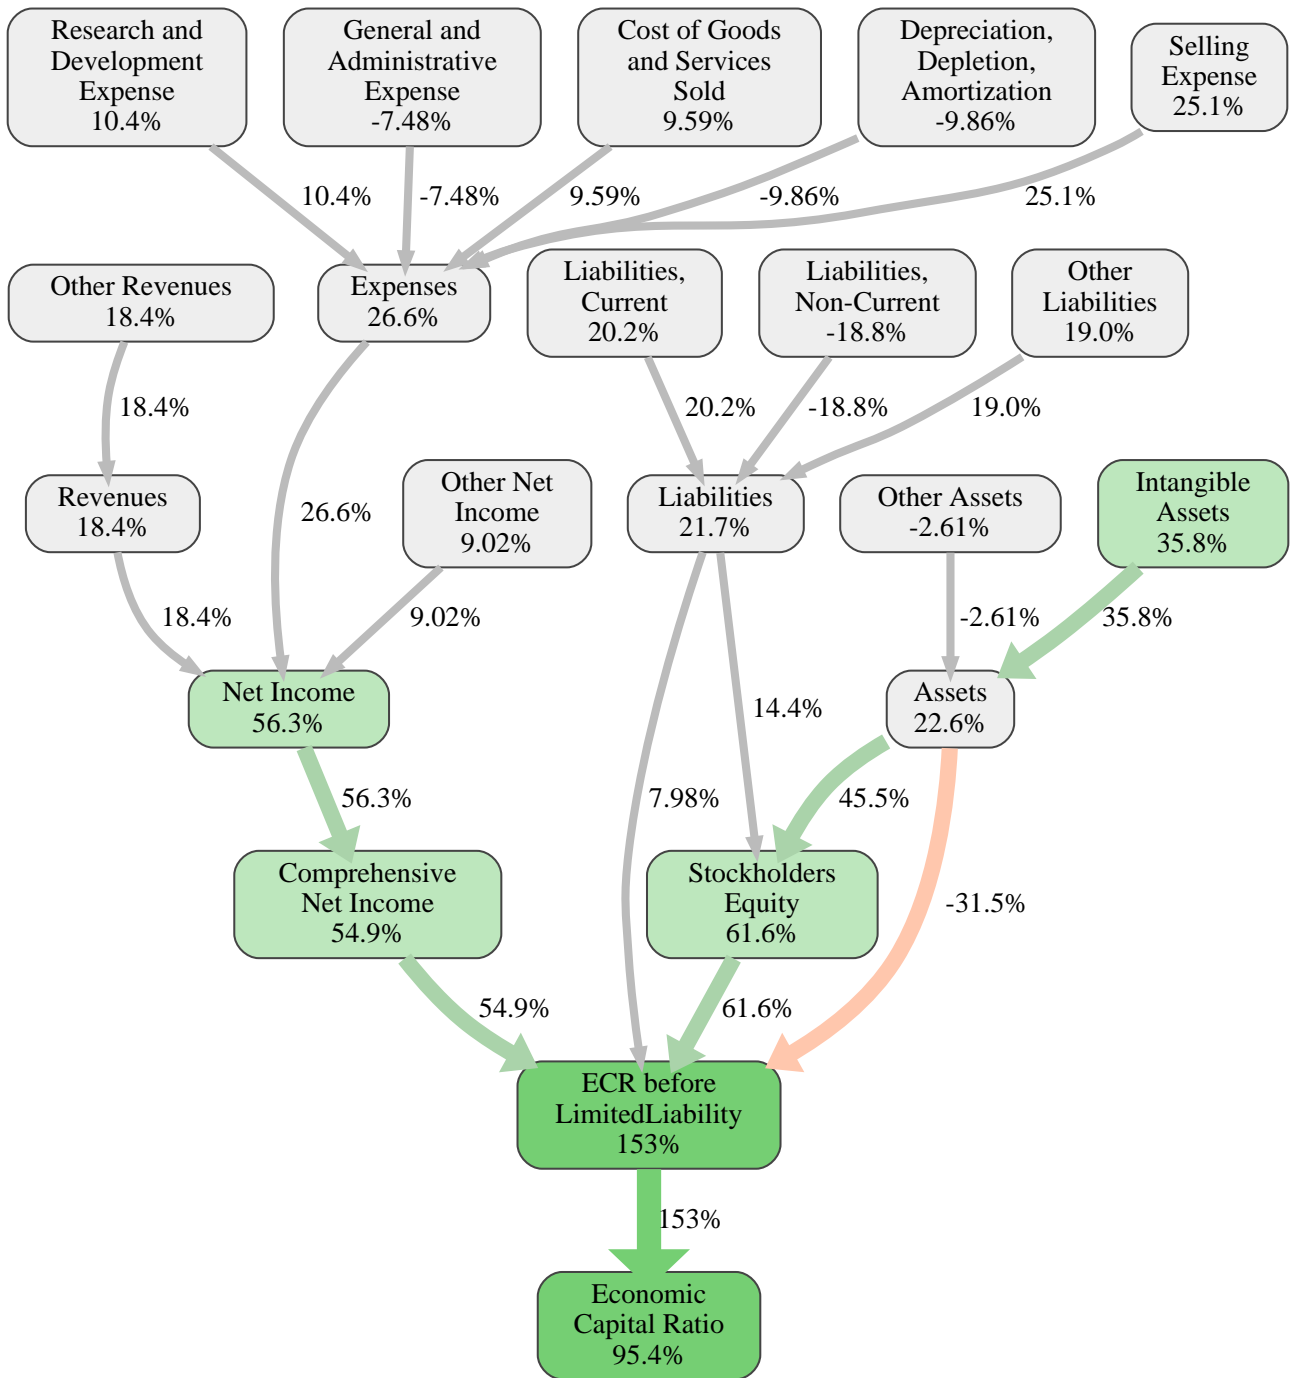 Research and
Development
Expense
10.4%
General and
Administrative
Expense
-7.48%
Cost of Goods
and Services
Sold
9.59%
Depreciation,
Depletion,
Amortization
-9.86%
Selling
Expense
25.1%
10.4%
-7.48%
9.59%
-9.86%
25.1%
Other Revenues
18.4%
Expenses
26.6%
Liabilities,
Current
20.2%
Liabilities,
Non-Current
-18.8%
Other
Liabilities
19.0%
18.4%
20.2%
-18.8%
19.0%
Revenues
18.4%
26.6%
Other Net
Income
9.02%
Liabilities
21.7%
Other Assets
-2.61%
Intangible
Assets
35.8%
18.4%
9.02%
-2.61%
35.8%
Net Income
56.3%
14.4%
Assets
22.6%
56.3%
7.98%
45.5%
Comprehensive
Net Income
54.9%
Stockholders
Equity
61.6%
-31.5%
54.9%
61.6%
ECR before
LimitedLiability
153%
153%
Economic
Capital Ratio
95.4%